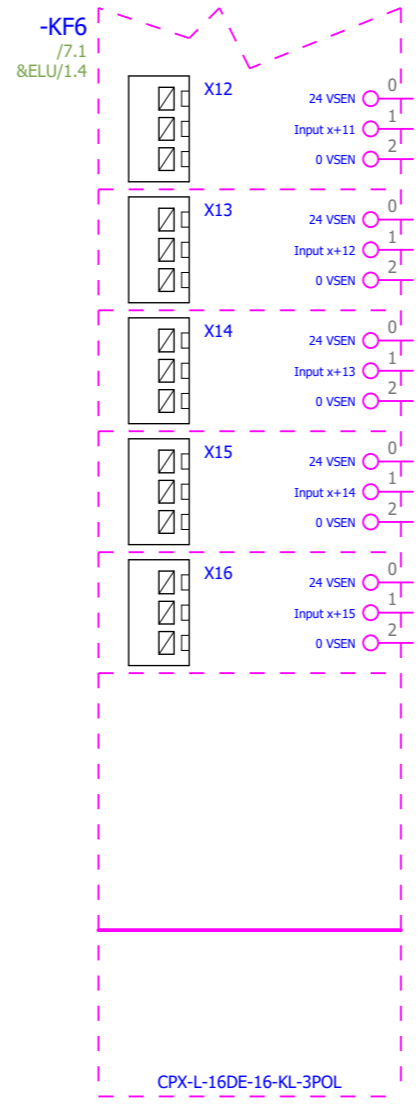 -KF6
/7.1
&ELU/1.4
X12
24 VSEN 0
Input x+11 1
0 VSEN 2
X13
24 VSEN 0
Input x+12 1
0 VSEN 2
X14
24 VSEN 0
Input x+13 1
0 VSEN 2
X15
24 VSEN 0
Input x+14 1
0 VSEN 2
X16
24 VSEN 0
Input x+15 1
0 VSEN 2
CPX-L-16DE-16-KL-3POL